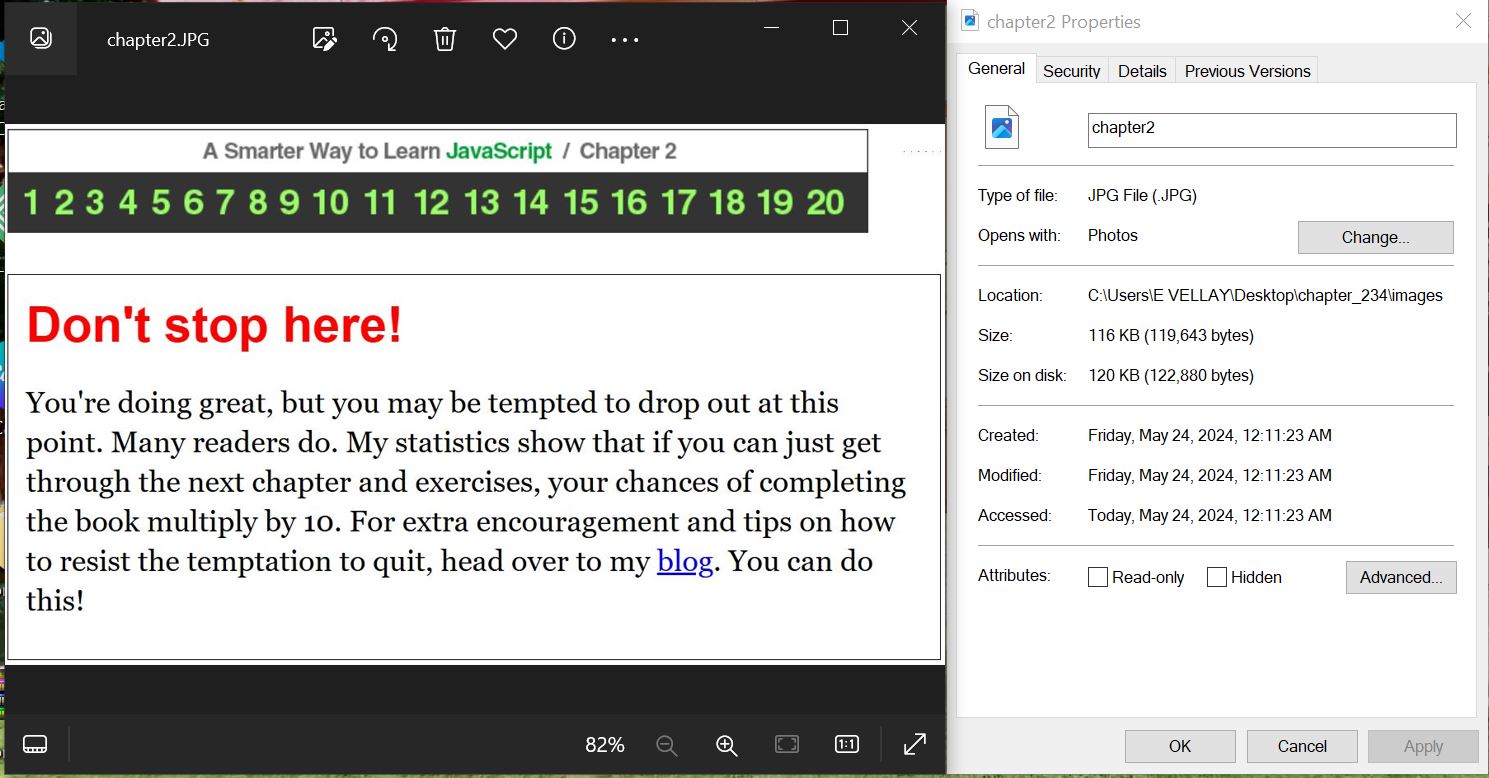 chapter2.JPG
A Smarter Way to Learn JavaScript / Chapter 2
1 2 3 4 5 6 7 8 9 10 11 12 13 14 15 16 17 18 19 20
Don't stop here!
You're doing great, but you may be tempted to drop out at this
point. Many readers do. My statistics show that if you can just get
through the next chapter and exercises, your chances of completing
the book multiply by 10. For extra encouragement and tips on how
to resist the temptation to quit, head over to my blog. You can do
this!
82%
1:1
chapter2 Properties
General Security Details Previous Versions
chapter2
Type of file: JPG File (.JPG)
Opens with: Photos Change...
Location: C:\Users\E VELLAY\Desktop\chapter_234\images
Size: 116 KB (119,643 bytes)
Size on disk: 120 KB (122,880 bytes)
Created: Friday, May 24, 2024, 12:11:23 AM
Modified: Friday, May 24, 2024, 12:11:23 AM
Accessed: Today, May 24, 2024, 12:11:23 AM
Attributes: Read-only Hidden Advanced...
OK Cancel Apply